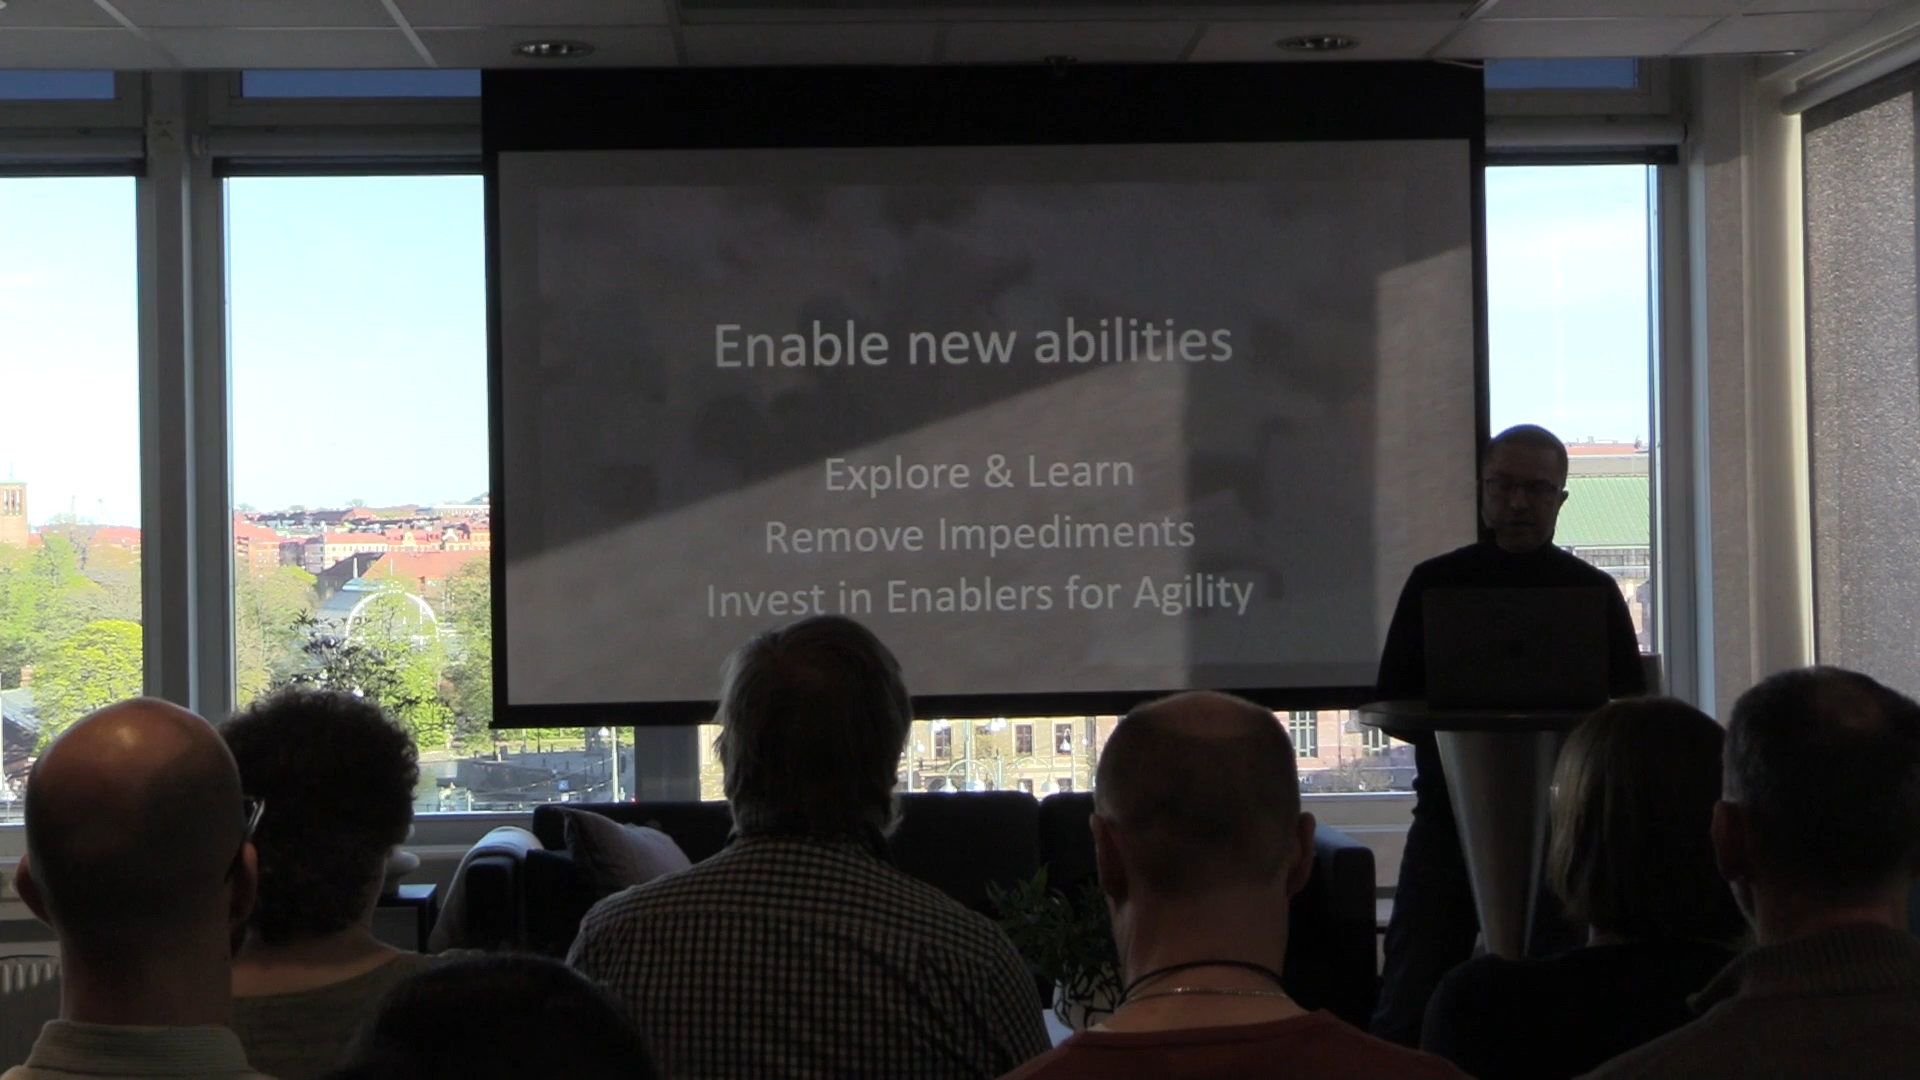 Enable new abilities
Explore & Learn
Remove Impediments
Invest in Enablers for Agility